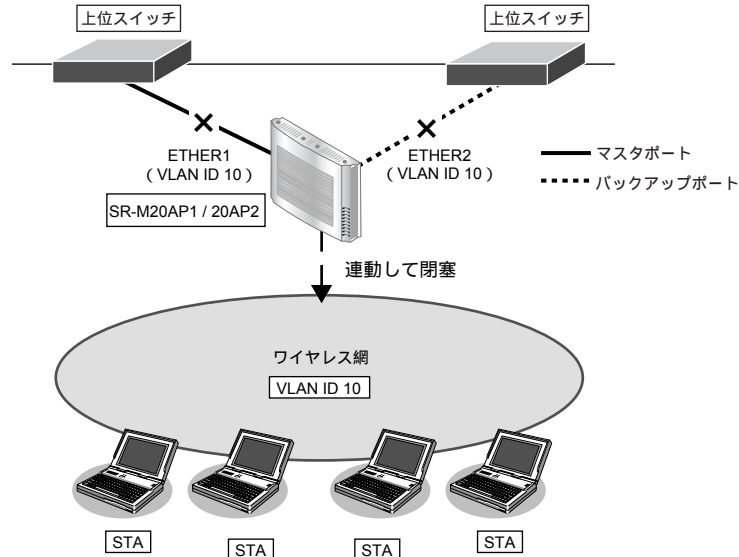 上位スイッチ
上位スイッチ
ETHER1
（VLAN ID 10）
ETHER2
（VLAN ID 10）
マスタポート
バックアップポート
SR-M20AP1 / 20AP2
連動して閉塞
ワイヤレス網
VLAN ID 10
STA
STA
STA
STA